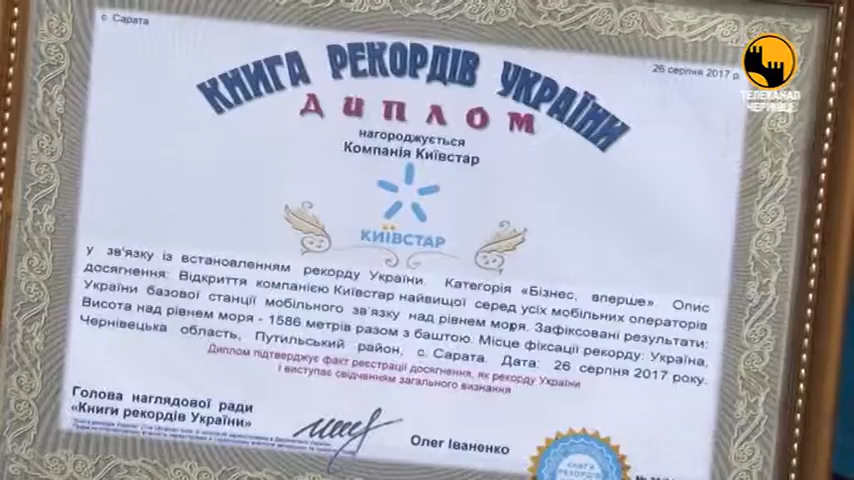 с. Сарата
26 серпня 2017 р
ТЕЛЕКАНАЛ
ЧЕРНІВЦІ
КНИГА РЕКОРДІВ УКРАЇНИ
ДИПЛОМ
нагороджується
Компанія Київстар
КИЇВСТАР
У зв'язку із встановленням рекорду України. Категорія «Бізнес, вперше». Опис
досягнення: Відкриття компанією Київстар найвищої серед усіх мобільних операторів
України базової станції мобільного зв'язку над рівнем моря. Зафіксовані результати:
Висота над рівнем моря - 1586 метрів разом з баштою. Місце фіксації рекорду: Україна,
Чернівецька область, Путильський район, с. Сарата. Дата: 26 серпня 2017 року.
Диплом підтверджує факт реєстрації досягнення, як рекорду України
і виступає свідченням загального визнання
Голова наглядової ради
«Книги рекордів України»
Олег Іваненко
КНИГА
РЕКОРДІВ